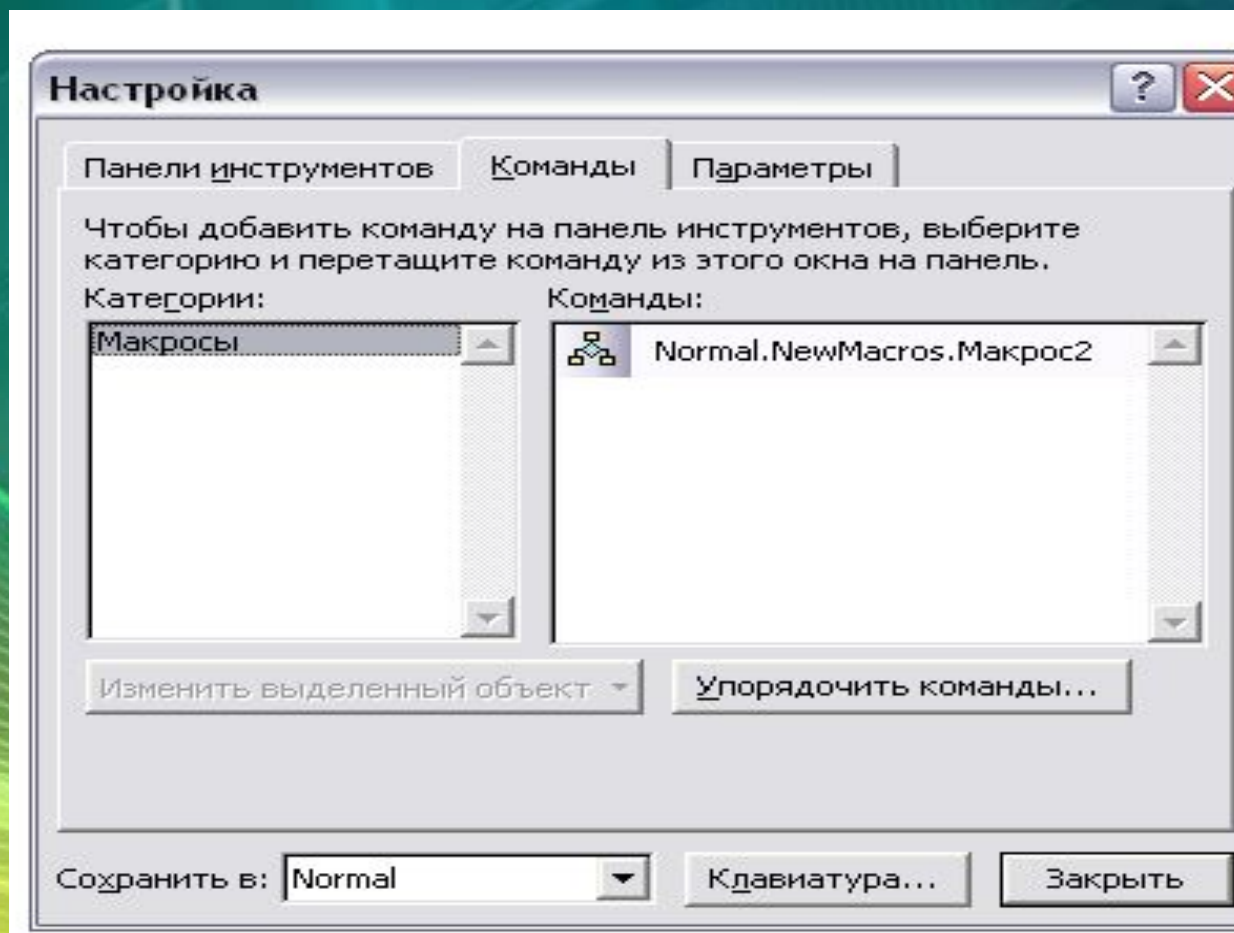 Настройка
Панели инструментов Команды Параметры
Чтобы добавить команду на панель инструментов, выберите
категорию и перетащите команду из этого окна на панель.
Категории: Команды:
Макросы Normal.NewMacros.Макрос2
Изменить выделенный объект Упорядочить команды...
Сохранить в: Normal Клавиатура... Закрыть